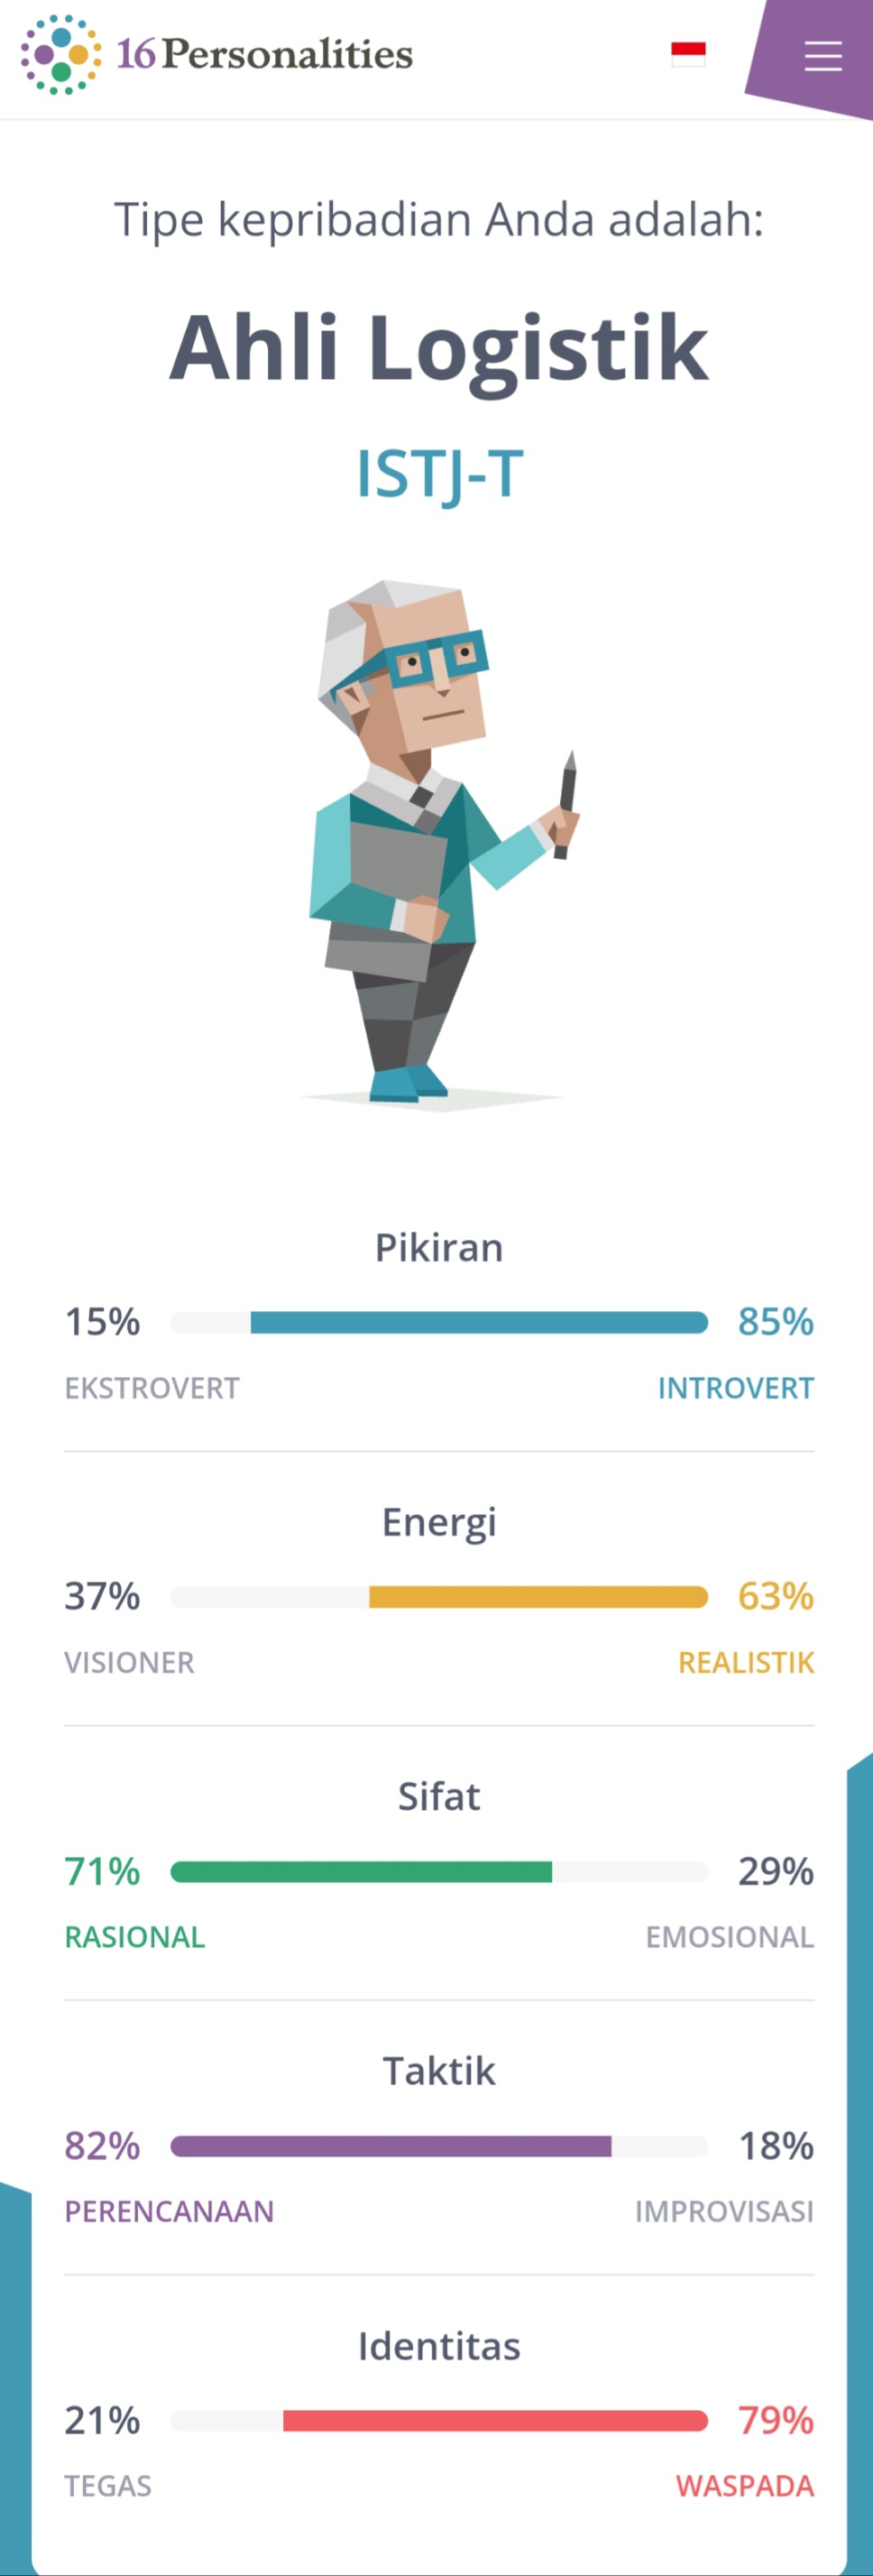 16Personalities
Tipe kepribadian Anda adalah:
Ahli Logistik
ISTJ-T
Pikiran
15% 85%
EKSTROVERT INTROVERT
Energi
37% 63%
VISIONER REALISTIK
Sifat
71% 29%
RASIONAL EMOSIONAL
Taktik
82% 18%
PERENCANAAN IMPROVISASI
Identitas
21% 79%
TEGAS WASPADA